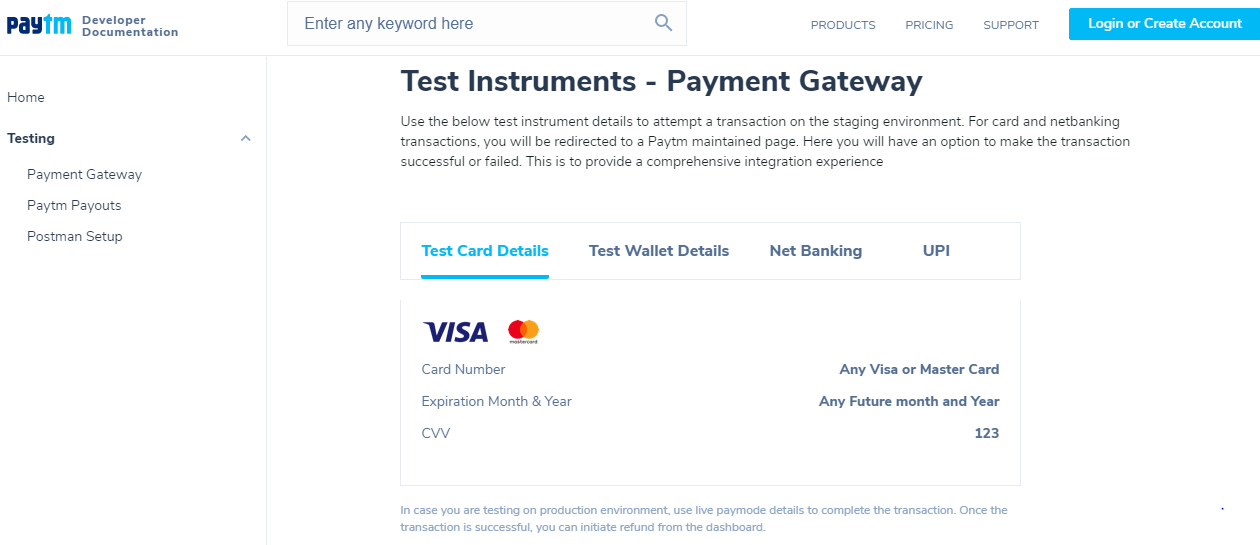 paytm Developer Documentation
Enter any keyword here
PRODUCTS PRICING SUPPORT Login or Create Account
Home
Testing
Payment Gateway
Paytm Payouts
Postman Setup
Test Instruments - Payment Gateway
Use the below test instrument details to attempt a transaction on the staging environment. For card and netbanking
transactions, you will be redirected to a Paytm maintained page. Here you will have an option to make the transaction
successful or failed. This is to provide a comprehensive integration experience
Test Card Details Test Wallet Details Net Banking UPI
VISA mastercard
Card Number Any Visa or Master Card
Expiration Month & Year Any Future month and Year
CVV 123
In case you are testing on production environment, use live paymode details to complete the transaction. Once the
transaction is successful, you can initiate refund from the dashboard.